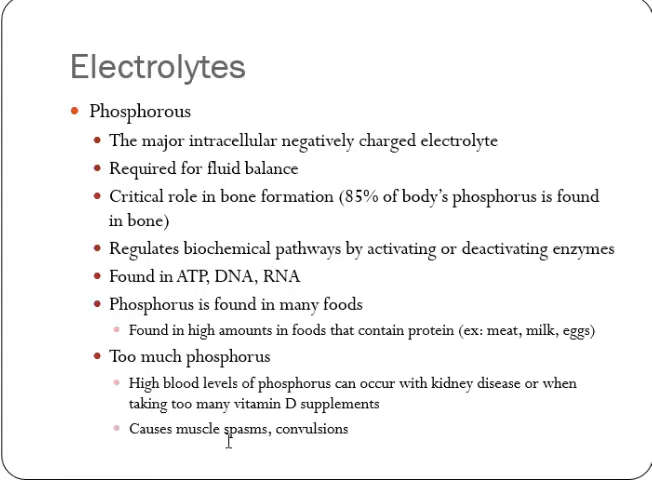 Electrolytes
Phosphorous
The major intracellular negatively charged electrolyte
Required for fluid balance
Critical role in bone formation (85% of body's phosphorus is found
in bone)
Regulates biochemical pathways by activating or deactivating enzymes
Found in ATP, DNA, RNA
Phosphorus is found in many foods
Found in high amounts in foods that contain protein (ex: meat, milk, eggs)
Too much phosphorus
High blood levels of phosphorus can occur with kidney disease or when
taking too many vitamin D supplements
Causes muscle spasms, convulsions